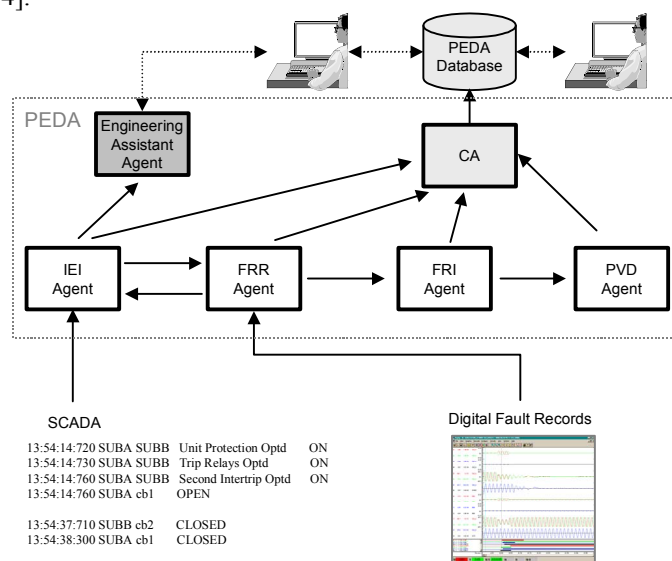 4].
PEDA
Database
PEDA
Engineering
Assistant
Agent
CA
IEI
Agent
FRR
Agent
FRI
Agent
PVD
Agent
SCADA
Digital Fault Records
13:54:14:720 SUBA SUBB Unit Protection Optd ON
13:54:14:730 SUBA SUBB Trip Relays Optd ON
13:54:14:760 SUBA SUBB Second Intertrip Optd ON
13:54:14:760 SUBA cb1 OPEN
13:54:37:710 SUBB cb2 CLOSED
13:54:38:300 SUBA cb1 CLOSED